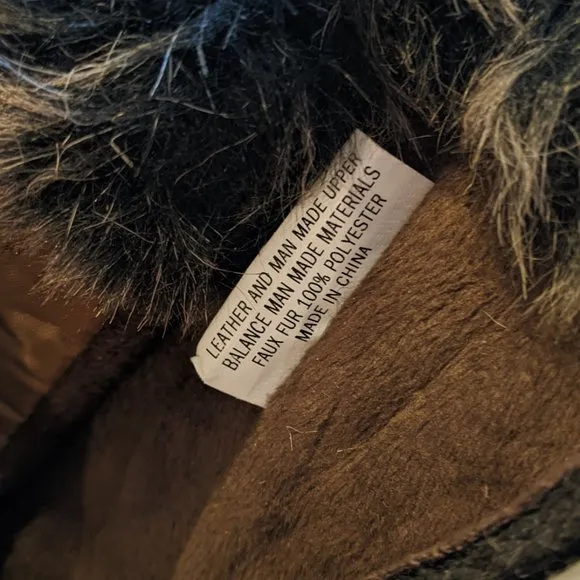 LEATHER AND MAN MADE UPPER
BALANCE MAN MADE MATERIALS
FAUX FUR 100% POLYESTER
MADE IN CHINA